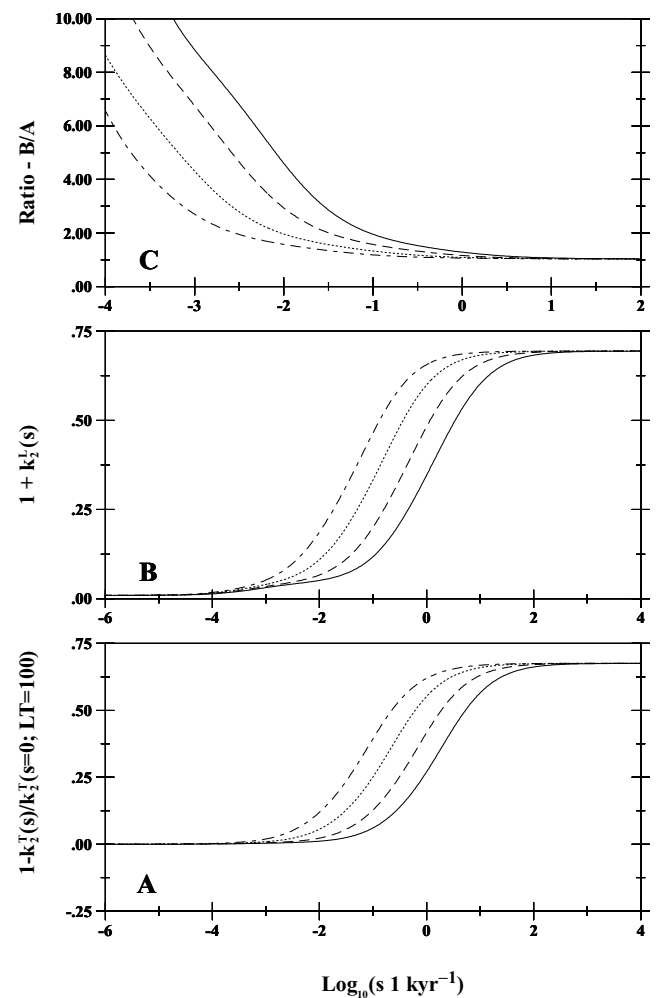 10.00
8.00
6.00
4.00
2.00
.00
Ratio - B/A
C
-4 -3 -2 -1 0 1 2
.75
.50
.25
.00
1 + k₂ᴸ(s)
B
-6 -4 -2 0 2 4
.75
.50
.25
.00
-.25
1-k₂ᵀ(s)/k₂ᵀ(s=0; LT=100)
A
-6 -4 -2 0 2 4
Log₁₀(s 1 kyr⁻¹)